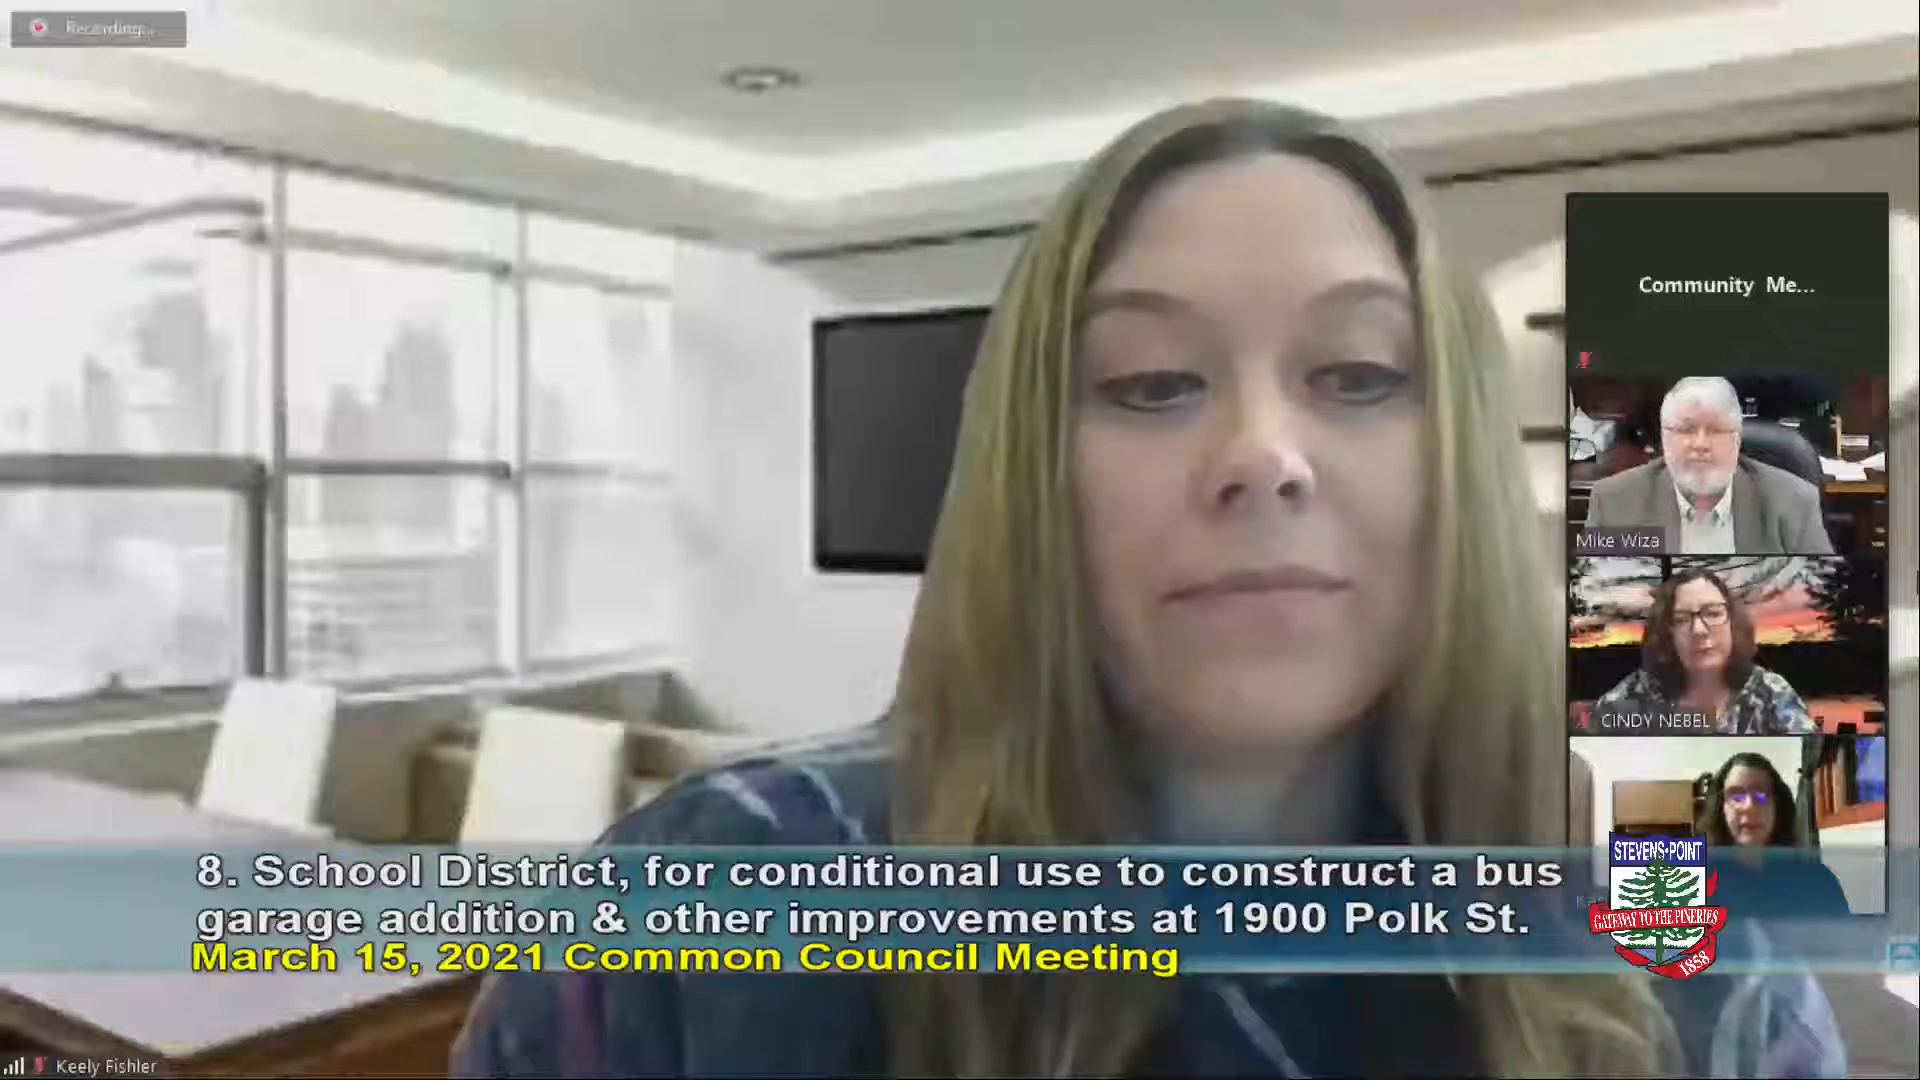 Recording...
Community Me...
Mike Wiza
CINDY NEBEL
8. School District, for conditional use to construct a bus
garage addition & other improvements at 1900 Polk St.
March 15, 2021 Common Council Meeting
STEVENS·POINT
GATEWAY TO THE PINERIES
1858
Keely Fishler